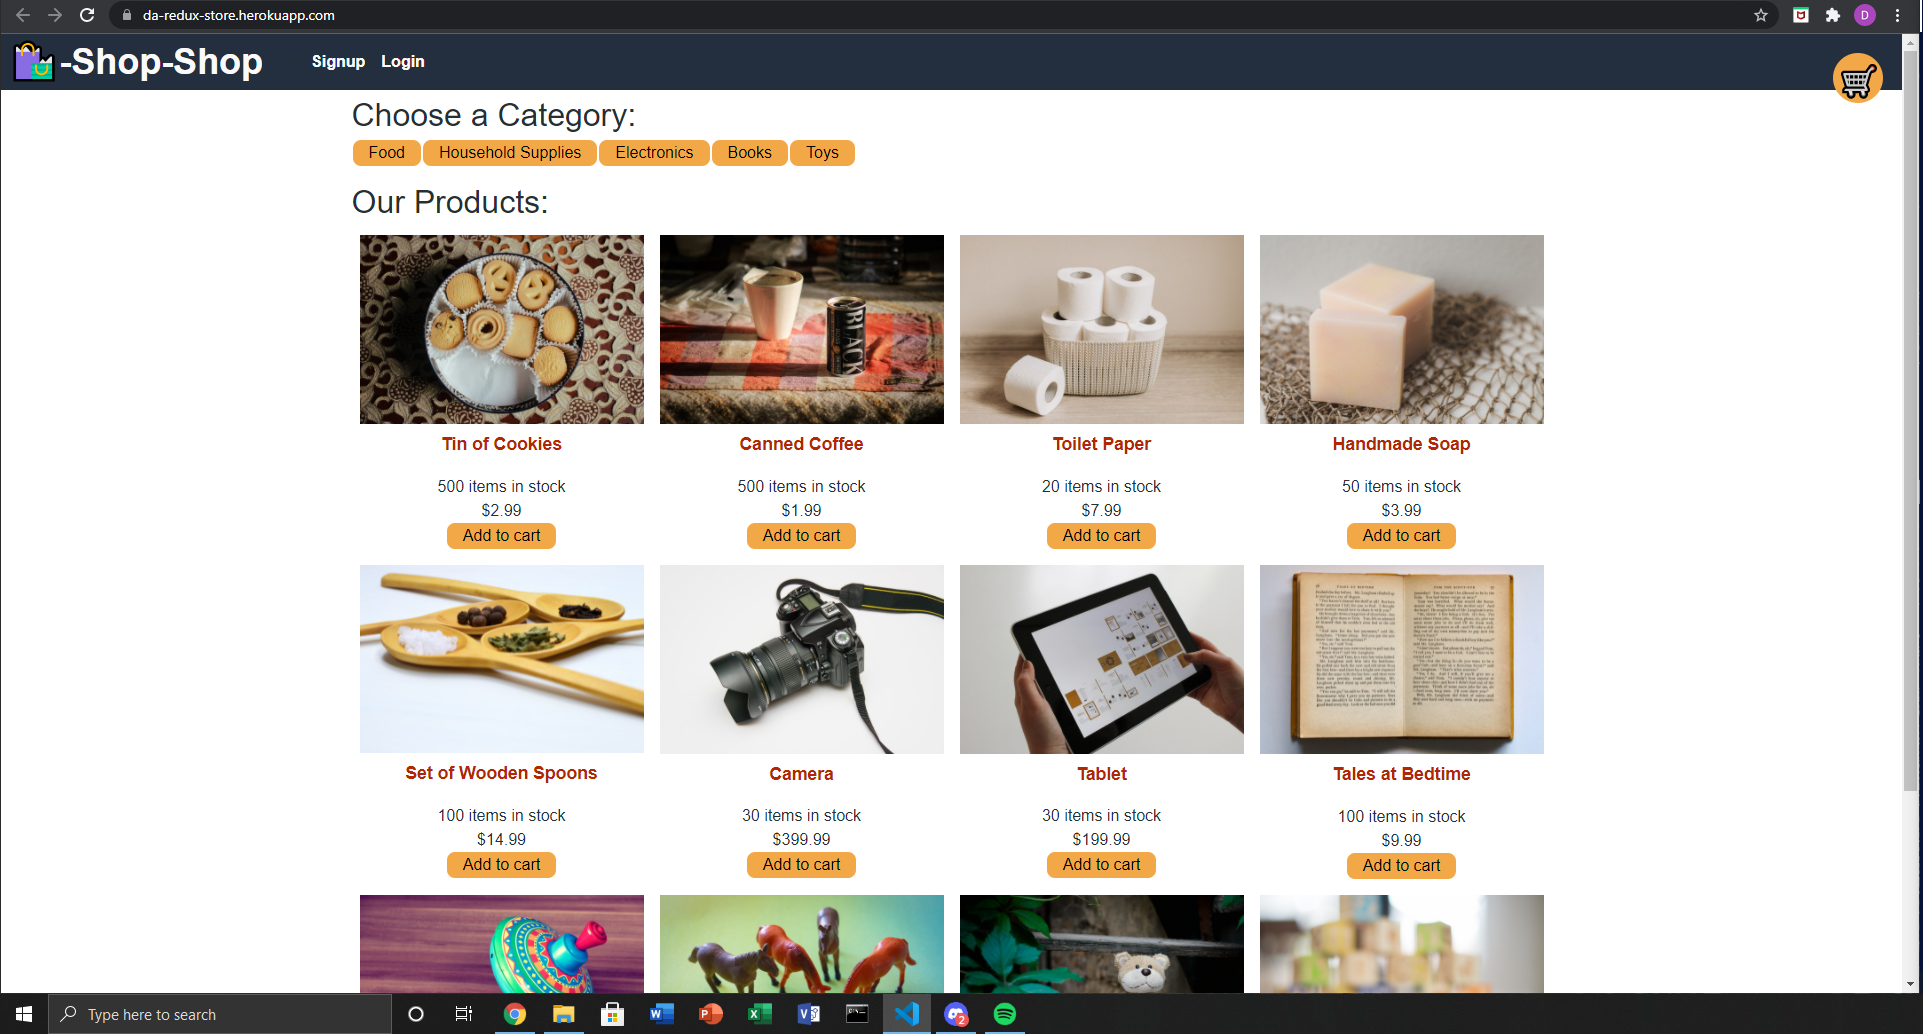 da-redux-store.herokuapp.com
D
-Shop-Shop
Signup Login
Choose a Category:
Food Household Supplies Electronics Books Toys
Our Products:
BLACK
Tin of Cookies
500 items in stock
$2.99
Add to cart
Canned Coffee
500 items in stock
$1.99
Add to cart
Toilet Paper
20 items in stock
$7.99
Add to cart
Handmade Soap
50 items in stock
$3.99
Add to cart
Set of Wooden Spoons
100 items in stock
$14.99
Add to cart
Camera
30 items in stock
$399.99
Add to cart
Tablet
30 items in stock
$199.99
Add to cart
Tales at Bedtime
100 items in stock
$9.99
Add to cart
Type here to search
2